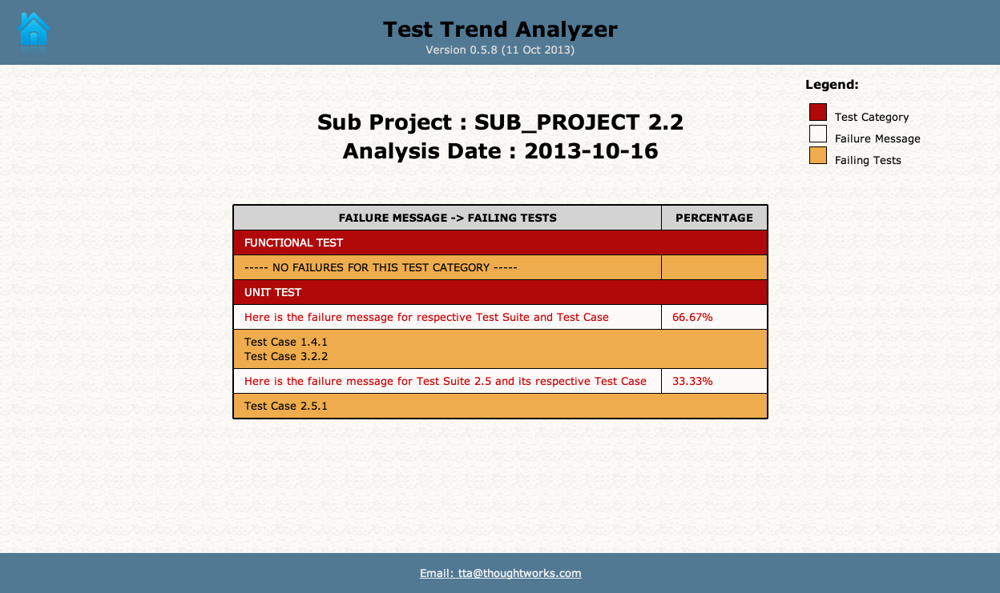 Test Trend Analyzer
Version 0.5.8 (11 Oct 2013)
Legend:
Test Category
Failure Message
Failing Tests
Sub Project : SUB_PROJECT 2.2
Analysis Date : 2013-10-16
FAILURE MESSAGE -> FAILING TESTS PERCENTAGE
FUNCTIONAL TEST
----- NO FAILURES FOR THIS TEST CATEGORY -----
UNIT TEST
Here is the failure message for respective Test Suite and Test Case 66.67%
Test Case 1.4.1
Test Case 3.2.2
Here is the failure message for Test Suite 2.5 and its respective Test Case 33.33%
Test Case 2.5.1
Email: tta@thoughtworks.com